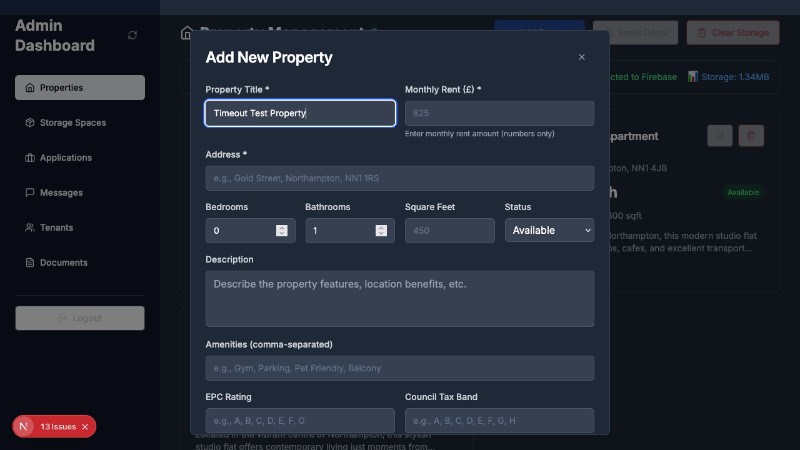 Admin
Dashboard
Properties
Storage Spaces
Applications
Messages
Tenants
Documents
Logout
N 13 Issues
Property Management
Reset Demo
Clear Storage
cted to Firebase
Storage: 1.34MB
Add New Property
Property Title *
Monthly Rent (£) *
Timeout Test Property
825
Enter monthly rent amount (numbers only)
Address *
e.g., Gold Street, Northampton, NN1 1RS
Bedrooms
Bathrooms
Square Feet
Status
0
1
450
Available
Description
Describe the property features, location benefits, etc.
Amenities (comma-separated)
e.g., Gym, Parking, Pet Friendly, Balcony
EPC Rating
Council Tax Band
e.g., A, B, C, D, E, F, G
e.g., A, B, C, D, E, F, G, H
partment
pton, NN1 4JB
Available
sqft
orthampton, this modern studio flat
s, cafes, and excellent transport...
Located in the vibrant centre of Northampton, this stylish
studio flat offers contemporary living just moments from...